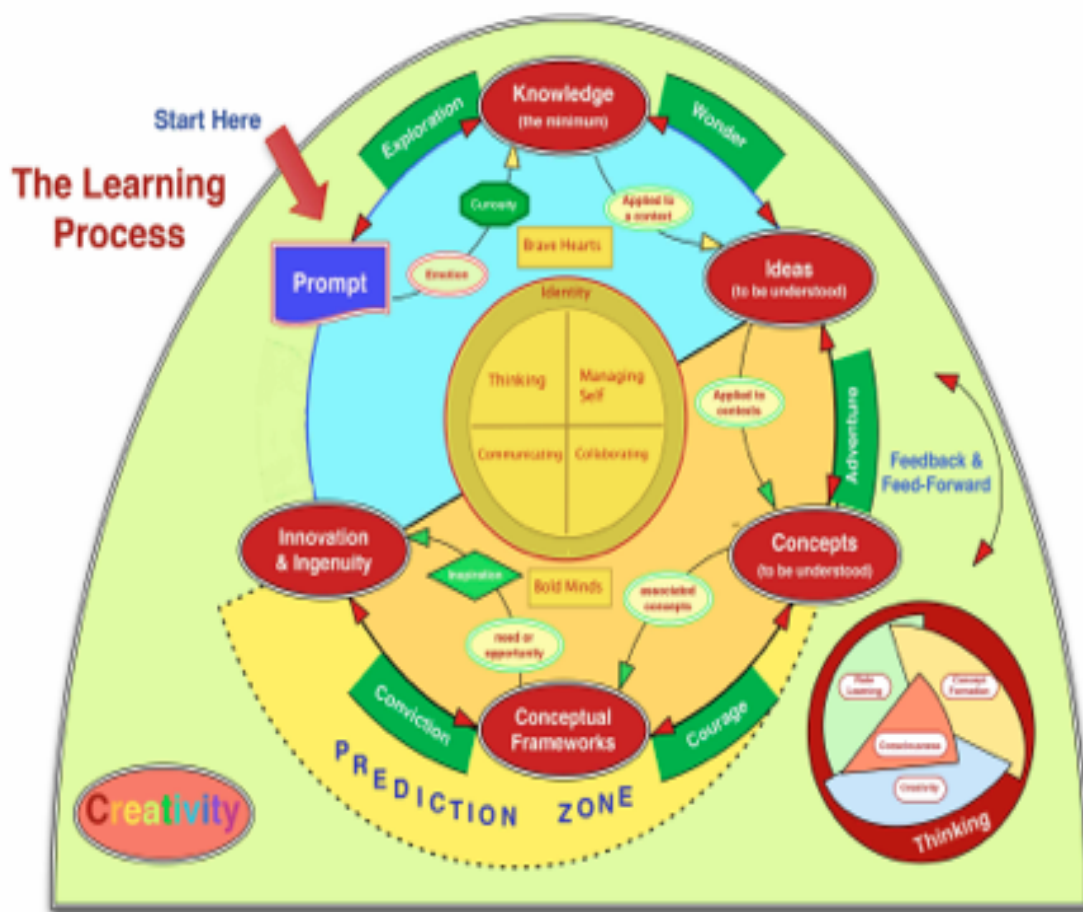 Start Here
The Learning
Process
Knowledge
(the minimum)
Exploration
Wonder
Curiosity
Applied to
a context
Prompt
Emotion
Brave Hearts
Ideas
(to be understood)
Identity
Thinking
Managing
Self
Communicating
Collaborating
Applied to
contexts
Adventure
Feedback &
Feed-Forward
Innovation
& Ingenuity
Concepts
(to be understood)
Inspiration
Bold Minds
associated
concepts
need or
opportunity
Conviction
Conceptual
Frameworks
Courage
PREDICTION ZONE
Creativity
Learning
Concept
Formation
Consciousness
Creativity
Thinking